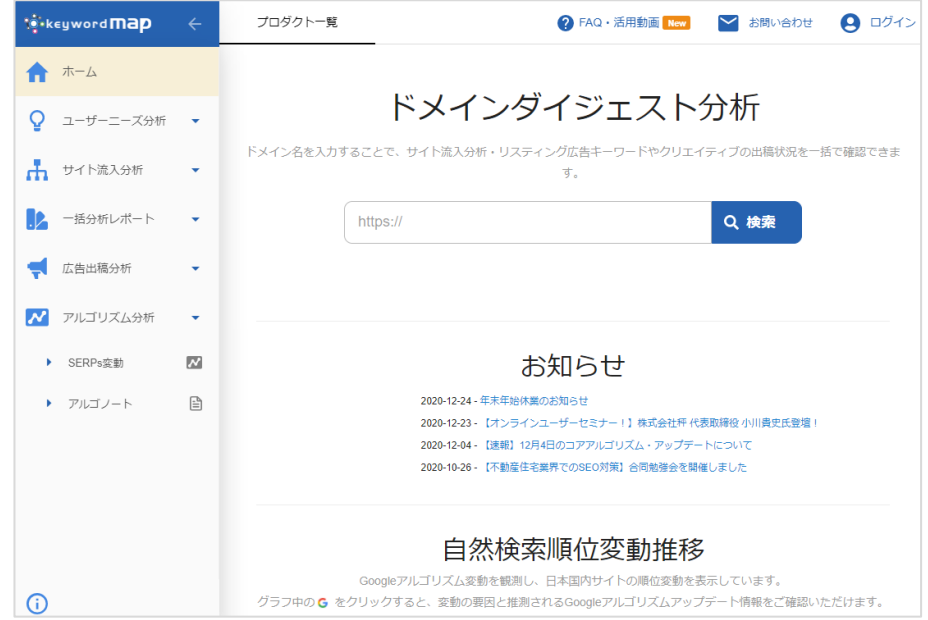 keywordmap
プロダクト一覧
FAQ・活用動画 New
お問い合わせ
ログイン
ホーム
ユーザーニーズ分析
サイト流入分析
一括分析レポート
広告出稿分析
アルゴリズム分析
SERPs変動
アルゴノート
ドメインダイジェスト分析
ドメイン名を入力することで、サイト流入分析・リスティング広告キーワードやクリエイティブの出稿状況を一括で確認できま
す。
https://
検索
お知らせ
2020-12-24 - 年末年始休業のお知らせ
2020-12-23 - 【オンラインユーザーセミナー！】株式会社秤 代表取締役 小川貴史氏登壇！
2020-12-04 - 【速報】12月4日のコアアルゴリズム・アップデートについて
2020-10-26 - 【不動産住宅業界でのSEO対策】合同勉強会を開催しました
自然検索順位変動推移
Googleアルゴリズム変動を観測し、日本国内サイトの順位変動を表示しています。
グラフ中の G をクリックすると、変動の要因と推測されるGoogleアルゴリズムアップデート情報をご確認いただけます。